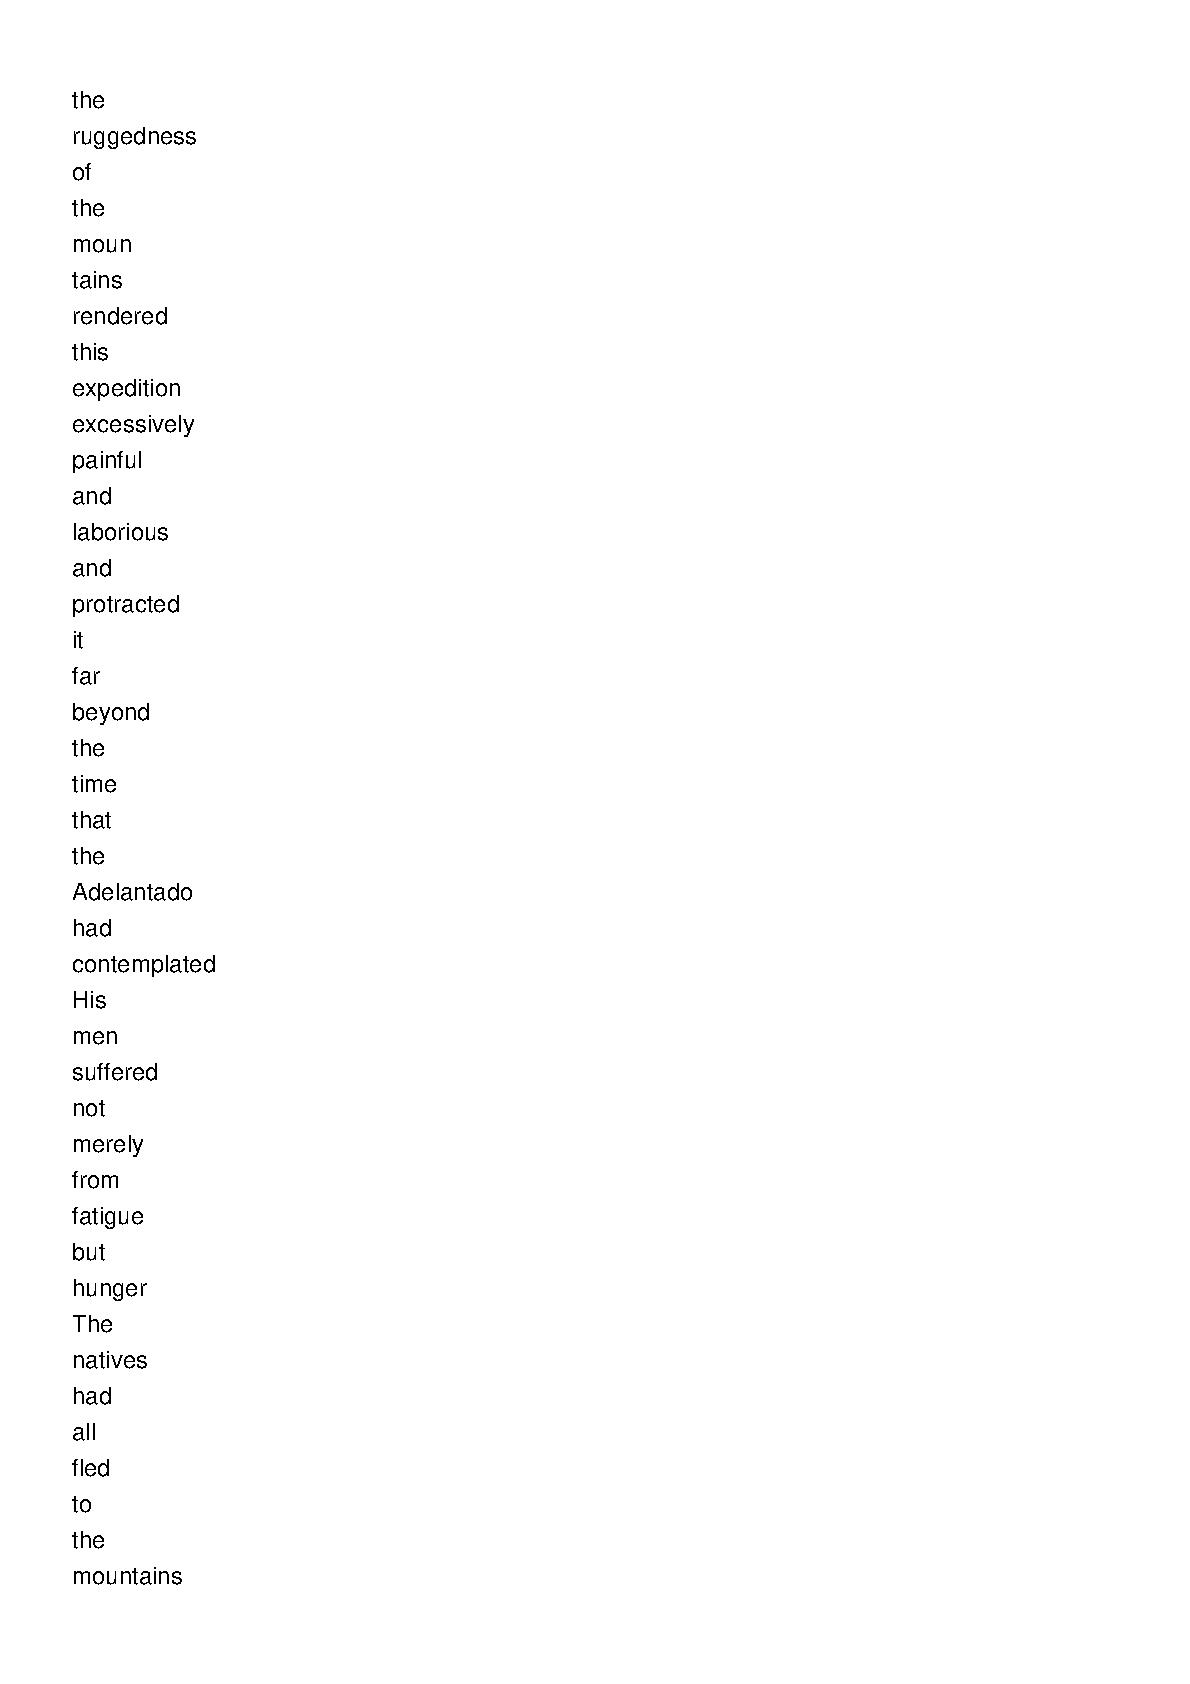 the
ruggedness
of
the
moun
tains
rendered
this
expedition
excessively
painful
and
laborious
and
protracted
it
far
beyond
the
time
that
the
Adelantado
had
contemplated
His
men
suffered
not
merely
from
fatigue
but
hunger
The
natives
had
all
fled
to
the
mountains